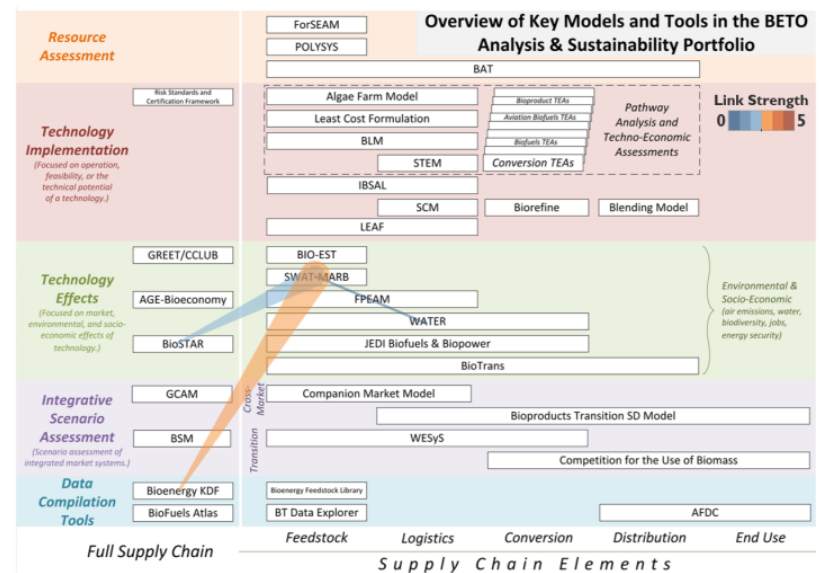 Overview of Key Models and Tools in the BETO
Analysis & Sustainability Portfolio
Resource
Assessment
ForSEAM
POLYSYS
BAT
Technology
Implementation
(Focused on operation,
feasibility, or the
technical potential
of a technology.)
Risk Standards and
Certification Framework
Algae Farm Model
Least Cost Formulation
BLM
STEM
IBSAL
SCM
LEAF
Bioproduct TEAs
Aviation Biofuels TEAs
Biofuels TEAs
Conversion TEAs
Biorefine
Pathway
Analysis and
Techno-Economic
Assessments
Blending Model
Link Strength
0 5
Technology
Effects
(Focused on market,
environmental, and socio-
economic effects of
technology.)
GREET/CCLUB
AGE-Bioeconomy
BioSTAR
BIO-EST
SWAT-MARB
FPEAM
WATER
JEDI Biofuels & Biopower
BioTrans
Environmental &
Socio-Economic
(air emissions, water,
biodiversity, jobs,
energy security)
Integrative
Scenario
Assessment
(Scenario assessment of
integrated market systems.)
GCAM
BSM
Cross-
Market
Transition
Companion Market Model
Bioproducts Transition SD Model
WESyS
Competition for the Use of Biomass
Data
Compilation
Tools
Bioenergy KDF
BioFuels Atlas
Bioenergy Feedstock Library
BT Data Explorer
AFDC
Full Supply Chain
Feedstock Logistics Conversion Distribution End Use
Supply Chain Elements